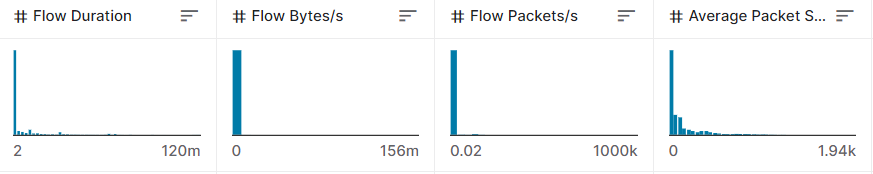 # Flow Duration
# Flow Bytes/s
# Flow Packets/s
# Average Packet S...
2 120m
0 156m
0.02 1000k
0 1.94k